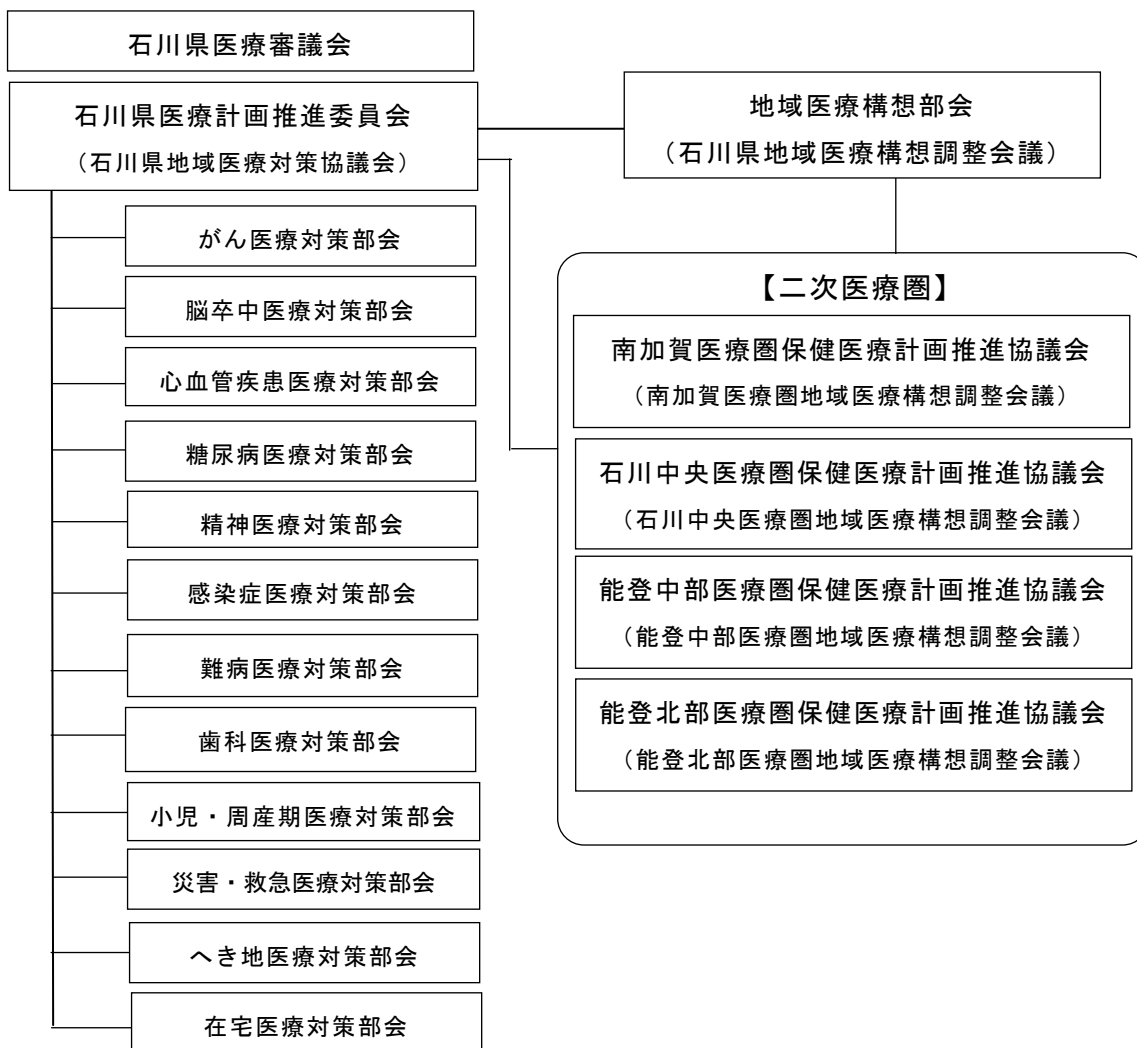 石川県医療審議会
石川県医療計画推進委員会
（石川県地域医療対策協議会）
がん医療対策部会
脳卒中医療対策部会
心血管疾患医療対策部会
糖尿病医療対策部会
精神医療対策部会
感染症医療対策部会
難病医療対策部会
歯科医療対策部会
小児・周産期医療対策部会
災害・救急医療対策部会
へき地医療対策部会
在宅医療対策部会
地域医療構想部会
（石川県地域医療構想調整会議）
【二次医療圏】
南加賀医療圏保健医療計画推進協議会
（南加賀医療圏地域医療構想調整会議）
石川中央医療圏保健医療計画推進協議会
（石川中央医療圏地域医療構想調整会議）
能登中部医療圏保健医療計画推進協議会
（能登中部医療圏地域医療構想調整会議）
能登北部医療圏保健医療計画推進協議会
（能登北部医療圏地域医療構想調整会議）